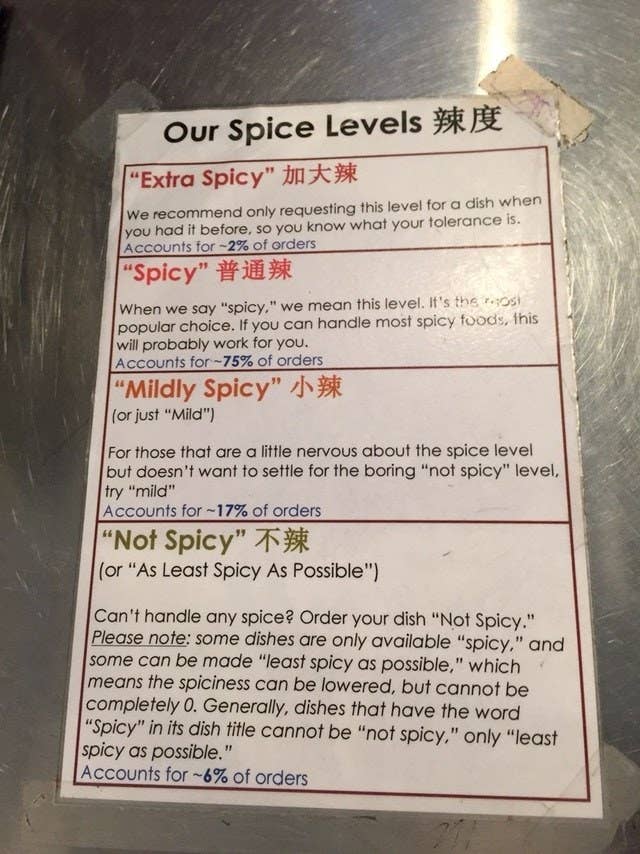 Our Spice Levels 辣度
"Extra Spicy" 加大辣
We recommend only requesting this level for a dish when
you had it before, so you know what your tolerance is.
Accounts for ~2% of orders
"Spicy" 普通辣
When we say "spicy," we mean this level. It's the most
popular choice. If you can handle most spicy foods, this
will probably work for you.
Accounts for ~75% of orders
"Mildly Spicy" 小辣
(or just "Mild")
For those that are a little nervous about the spice level
but doesn't want to settle for the boring "not spicy" level,
try "mild"
Accounts for ~17% of orders
"Not Spicy" 不辣
(or "As Least Spicy As Possible")
Can't handle any spice? Order your dish "Not Spicy."
Please note: some dishes are only available "spicy," and
some can be made "least spicy as possible," which
means the spiciness can be lowered, but cannot be
completely 0. Generally, dishes that have the word
"Spicy" in its dish title cannot be "not spicy," only "least
spicy as possible."
Accounts for ~6% of orders